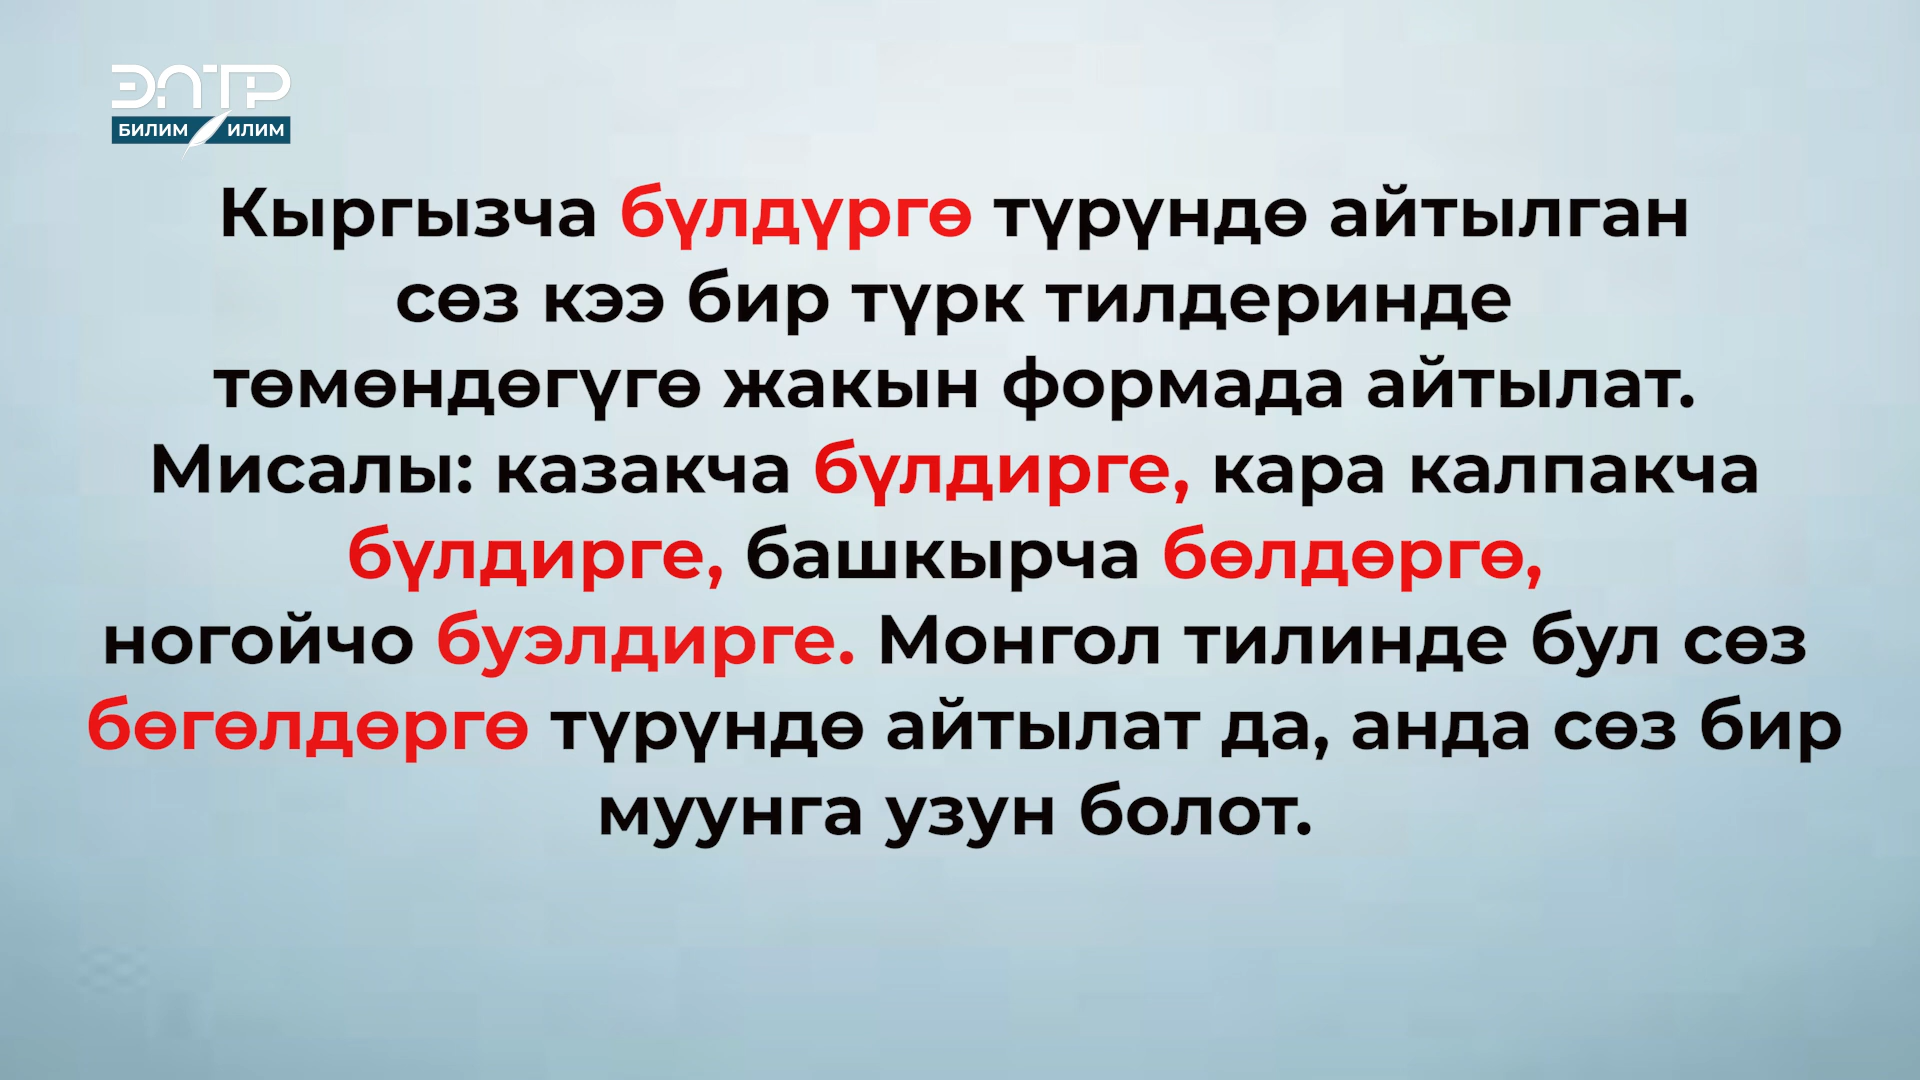 ЭЛТР
БИЛИМ ИЛИМ
Кыргызча бүлдүргө түрүндө айтылган
сөз кээ бир түрк тилдеринде
төмөндөгүгө жакын формада айтылат.
Мисалы: казакча бүлдирге, кара калпакча
бүлдирге, башкырча бөлдөргө,
ногойчо буэлдирге. Монгол тилинде бул сөз
бөгөлдөргө түрүндө айтылат да, анда сөз бир
муунга узун болот.